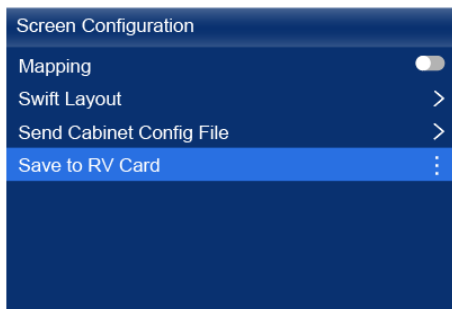 Screen Configuration
Mapping
Swift Layout
Send Cabinet Config File
Save to RV Card